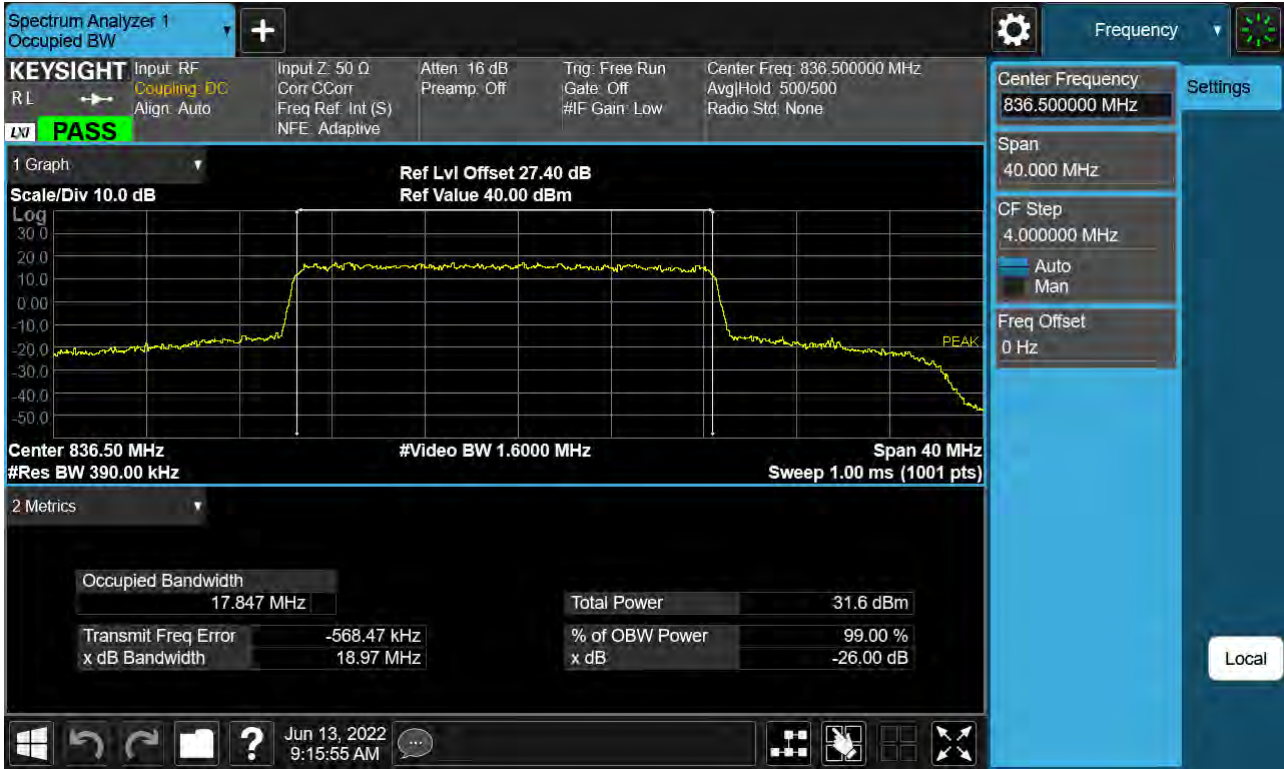 Spectrum Analyzer 1
Occupied BW
Frequency
KEYSIGHT
RL
LXI PASS
Input: RF
Coupling: DC
Align: Auto
Input Z: 50 Ω
Corr CCorr
Freq Ref: Int (S)
NFE: Adaptive
Atten: 16 dB
Preamp: Off
Trig: Free Run
Gate: Off
#IF Gain: Low
Center Freq: 836.500000 MHz
Avg|Hold: 500/500
Radio Std: None
Center Frequency
836.500000 MHz
Settings
Span
40.000 MHz
CF Step
4.000000 MHz
Auto
Man
Freq Offset
0 Hz
1 Graph
Ref Lvl Offset 27.40 dB
Scale/Div 10.0 dB
Ref Value 40.00 dBm
Log
30.0
20.0
10.0
0.00
-10.0
-20.0
-30.0
-40.0
-50.0
PEAK
Center 836.50 MHz
#Video BW 1.6000 MHz
Span 40 MHz
#Res BW 390.00 kHz
Sweep 1.00 ms (1001 pts)
2 Metrics
Occupied Bandwidth
17.847 MHz
Total Power 31.6 dBm
Transmit Freq Error -568.47 kHz
% of OBW Power 99.00 %
x dB Bandwidth 18.97 MHz
x dB -26.00 dB
Local
?
Jun 13, 2022
9:15:55 AM